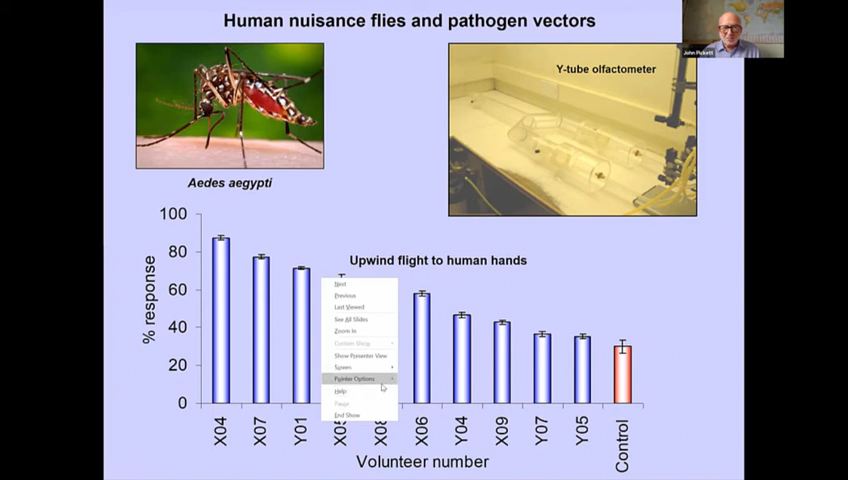 Human nuisance flies and pathogen vectors
John Pickett
Y-tube olfactometer
Aedes aegypti
Upwind flight to human hands
% response
100
80
60
40
20
0
Next
Previous
Last Viewed
See All Slides
Zoom In
Custom Show
Show Presenter View
Screen
Pointer Options
Help
Pause
End Show
X04
X07
Y01
X05
X08
X06
Y04
X09
Y07
Y05
Control
Volunteer number